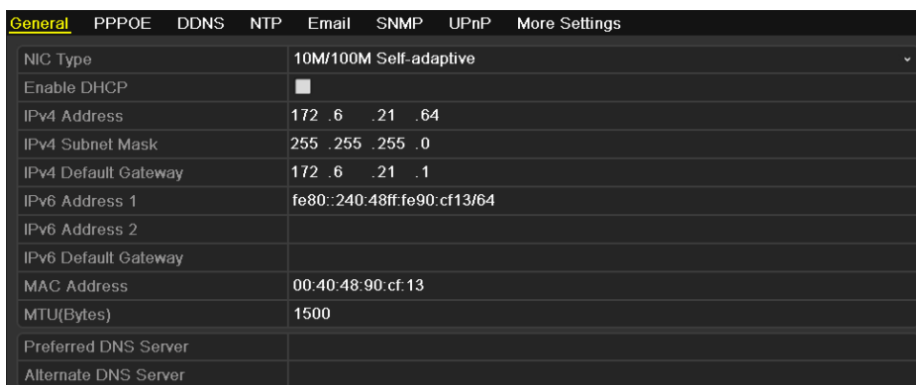 General PPPOE DDNS NTP Email SNMP UPnP More Settings
NIC Type 10M/100M Self-adaptive
Enable DHCP
IPv4 Address 172 .6 .21 .64
IPv4 Subnet Mask 255 .255 .255 .0
IPv4 Default Gateway 172 .6 .21 .1
IPv6 Address 1 fe80::240:48ff:fe90:cf13/64
IPv6 Address 2
IPv6 Default Gateway
MAC Address 00:40:48:90:cf:13
MTU(Bytes) 1500
Preferred DNS Server
Alternate DNS Server